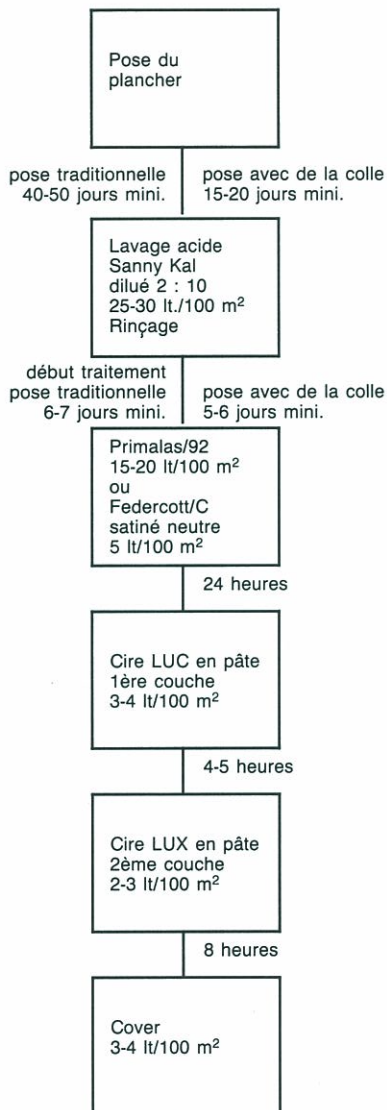 Pose du
plancher
pose traditionnelle
40-50 jours mini.
pose avec de la colle
15-20 jours mini.
Lavage acide
Sanny Kal
dilué 2 : 10
25-30 lt./100 m²
Rinçage
début traitement
pose traditionnelle
6-7 jours mini.
pose avec de la colle
5-6 jours mini.
Primalas/92
15-20 lt/100 m²
ou
Federcott/C
satiné neutre
5 lt/100 m²
24 heures
Cire LUC en pâte
1ère couche
3-4 lt/100 m²
4-5 heures
Cire LUX en pâte
2ème couche
2-3 lt/100 m²
8 heures
Cover
3-4 lt/100 m²